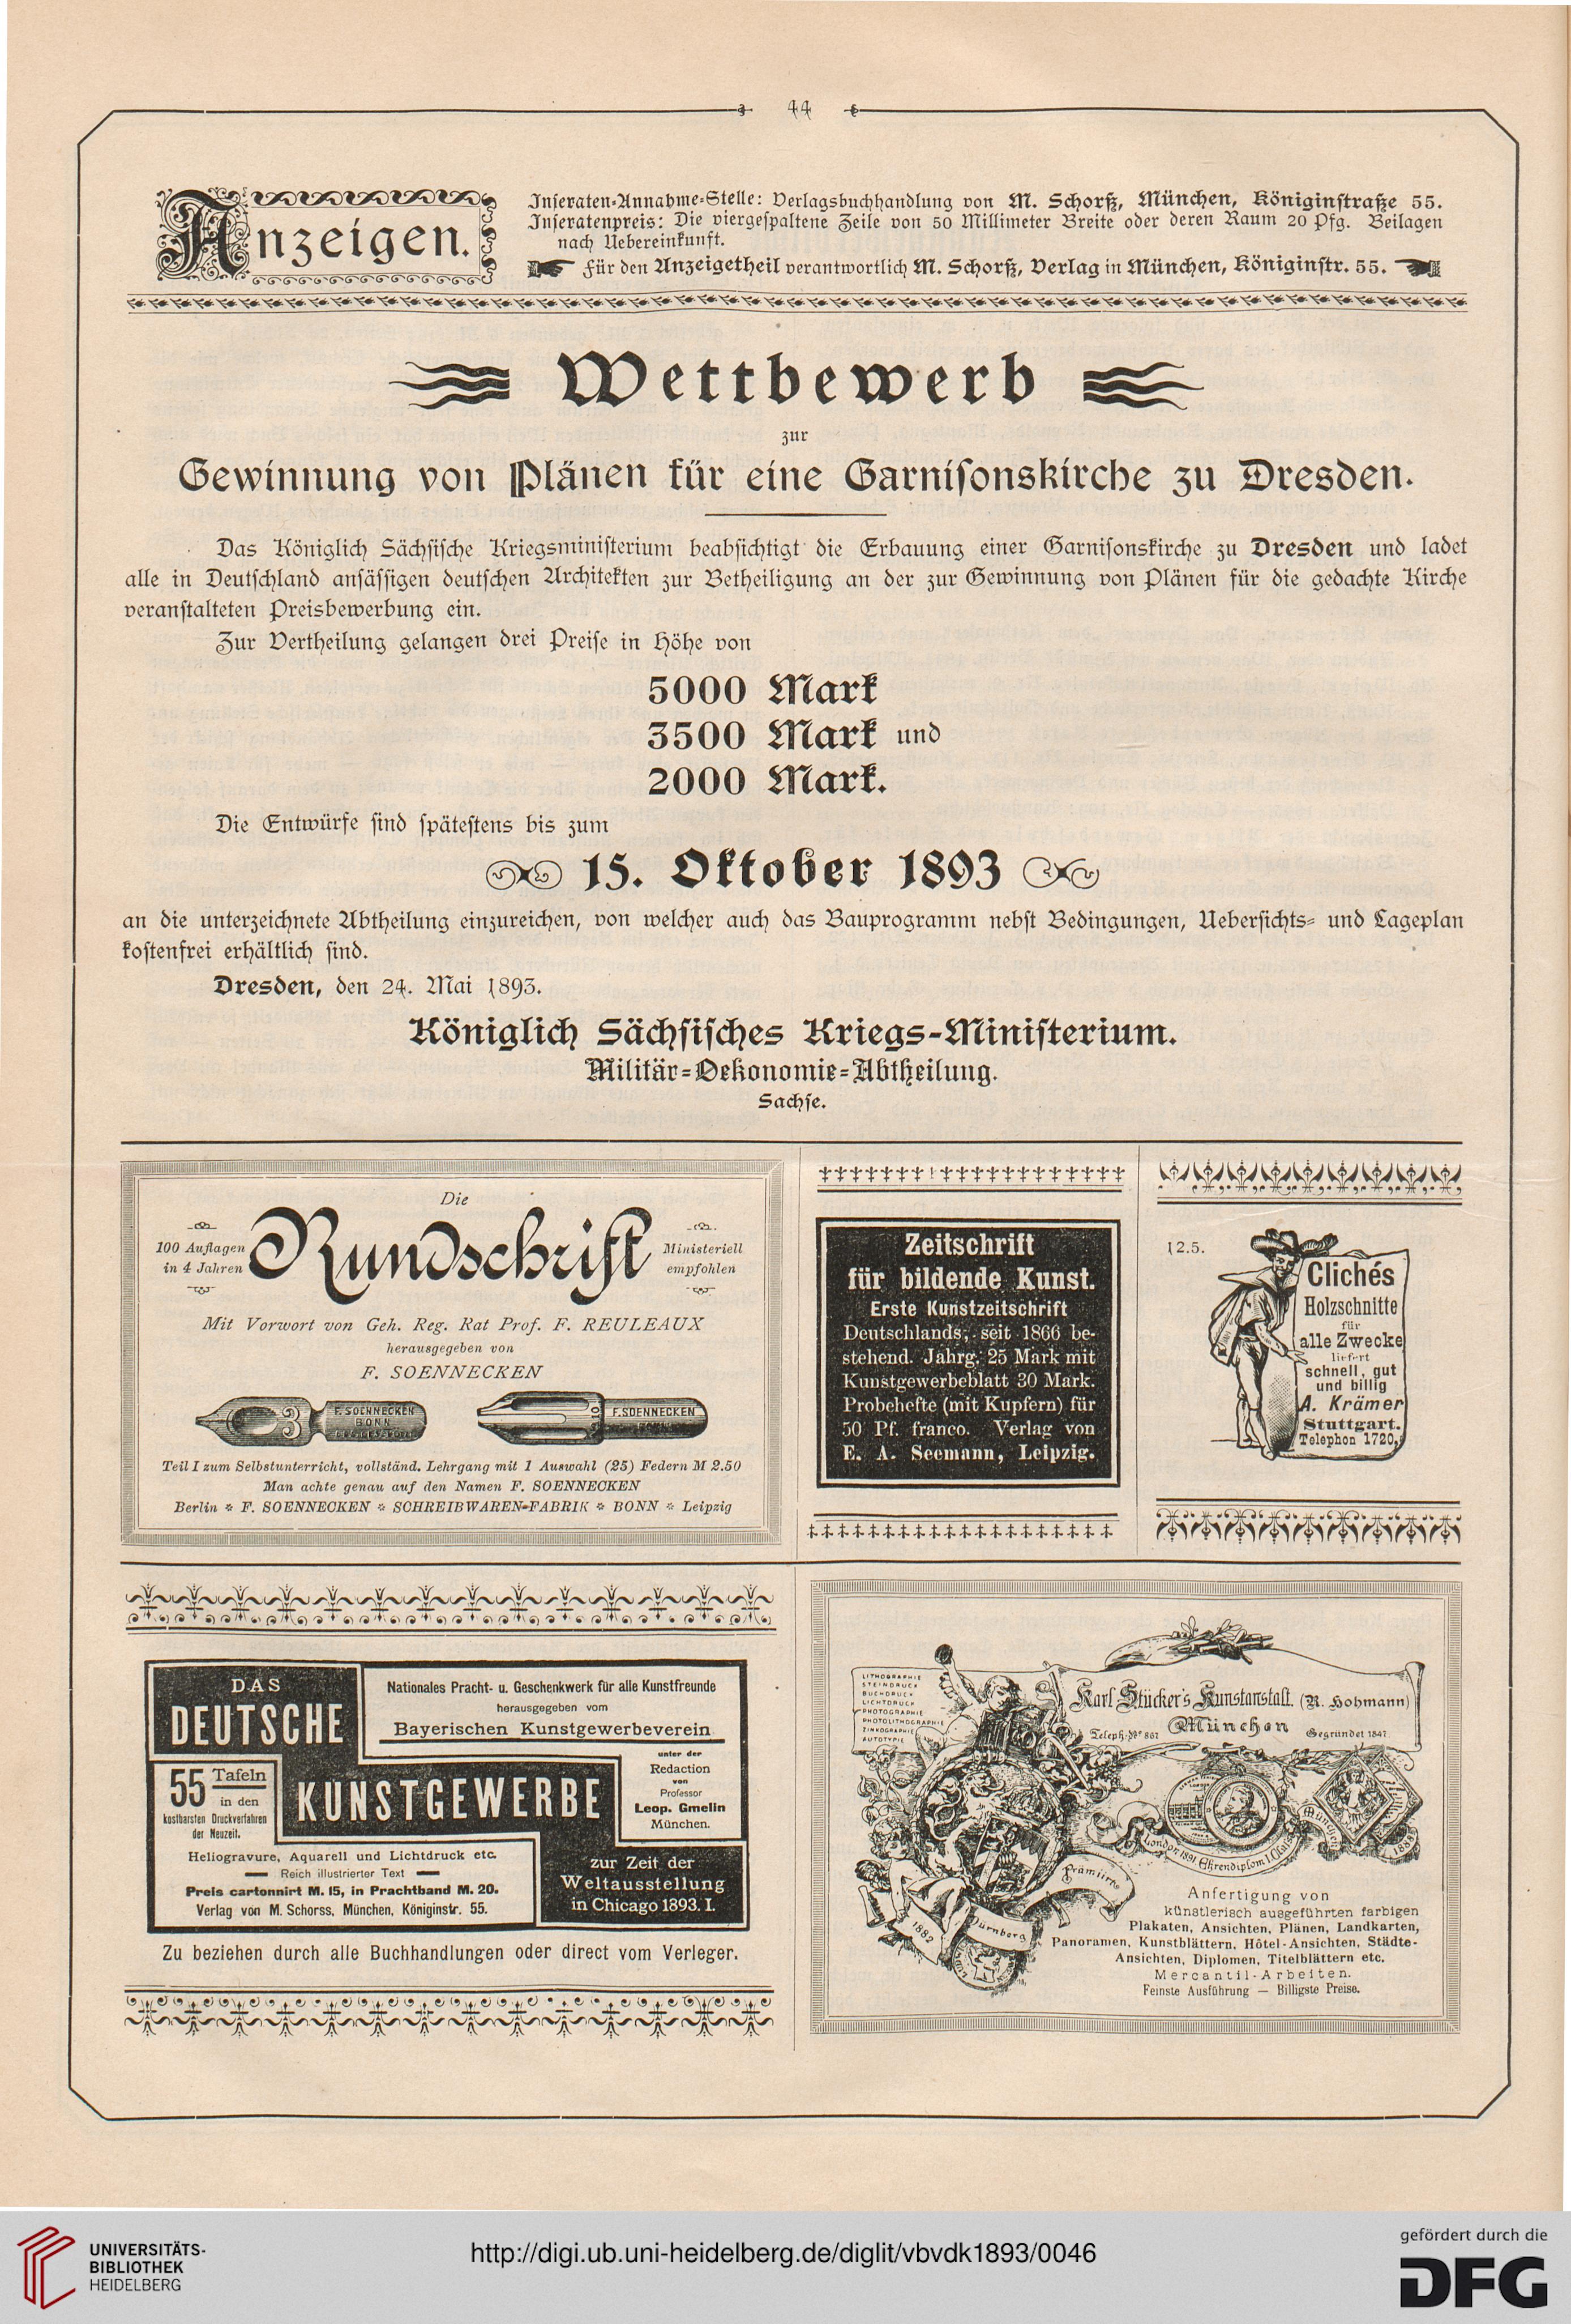 44
Anzeigen.
Inseraten-Annahme-Stelle: Verlagsbuchhandlung von M. Schorß, München, Königinstraße 55.
Inseratenpreis: Die viergespaltene Zeile von 50 Millimeter Breite oder deren Raum 20 Pfg. Beilagen
nach Uebereinkunft.
Für den Anzeigetheil verantwortlich M. Schorß, Verlag in München, Königinstr. 55.
Wettbewerb
zur
Gewinnung von Plänen für eine Garnisonskirche zu Dresden.
Das Königlich Sächsische Kriegsministerium beabsichtigt die Erbauung einer Garnisonskirche zu Dresden und ladet
alle in Deutschland ansässigen deutschen Architekten zur Betheiligung an der zur Gewinnung von Plänen für die gedachte Kirche
veranstalteten Preisbewerbung ein.
Zur Vertheilung gelangen drei Preise in Höhe von
5000 Mark
3500 Mark und
2000 Mark.
Die Entwürfe sind spätestens bis zum
15. Oktober 1893
an die unterzeichnete Abtheilung einzureichen, von welcher auch das Bauprogramm nebst Bedingungen, Uebersichts- und Lageplan
kostenfrei erhältlich sind.
Dresden, den 24. Mai 1893.
Königlich Sächsisches Kriegs-Ministerium.
Militär-Oekonomie-Abtheilung.
Sachse.
Die
100 Auflagen
in 4 Jahren
Rundschrift
Ministeriell
empfohlen
Mit Vorwort von Geh. Reg. Rat Prof. F. REULEAUX
herausgegeben von
F. SOENNECKEN
F. SOENNECKEN
BONN
F. SOENNECKEN
Teil I zum Selbstunterricht, vollständ. Lehrgang mit 1 Auswahl (25) Federn M 2.50
Man achte genau auf den Namen F. SOENNECKEN
Berlin * F. SOENNECKEN * SCHREIBWAREN-FABRIK * BONN * Leipzig
Zeitschrift
für bildende Kunst.
Erste Kunstzeitschrift
Deutschlands, seit 1866 be-
stehend. Jahrg. 25 Mark mit
Kunstgewerbeblatt 30 Mark.
Probehefte (mit Kupfern) für
50 Pf. franco. Verlag von
E. A. Seemann, Leipzig.
12.5.
Clichés
Holzschnitte
für
alle Zwecke
liefert
schnell, gut
und billig
A. Krämer
Stuttgart.
Telephon 1720.
DAS
DEUTSCHE
KUNSTGEWERBE
Nationales Pracht- u. Geschenkwerk für alle Kunstfreunde
herausgegeben vom
Bayerischen Kunstgewerbeverein
unter der
Redaction
von
Professor
Leop. Gmelin
München.
55 Tafeln
in den
kostbarsten Druckverfahren
der Neuzeit.
Heliogravure, Aquarell und Lichtdruck etc.
Reich illustrierter Text
Preis cartonnirt M. 15, in Prachtband M. 20.
Verlag von M. Schorss, München, Königinstr. 55.
zur Zeit der
Weltausstellung
in Chicago 1893. I.
Zu beziehen durch alle Buchhandlungen oder direct vom Verleger.
LITHOGRAPHIE
STEINDRUCK
BUCHDRUCK
LICHTDRUCK
PHOTOGRAPHIE
PHOTOLITHOGRAPHIE
ZINKOGRAPHIE
AUTOTYPIE
Karl Stücker's Kunstanstalt. (R. Hohmann)
Teleph. No 861 München Gegründet 1847
London 1891 Ehrendiplom I. Classe
München 1888
Prämiirt
Nürnberg
1882
Anfertigung von
künstlerisch ausgeführten farbigen
Plakaten, Ansichten, Plänen, Landkarten,
Panoramen, Kunstblättern, Hôtel-Ansichten, Städte-
Ansichten, Diplomen, Titelblättern etc.
Mercantil-Arbeiten.
Feinste Ausführung — Billigste Preise.
UNIVERSITÄTS-
BIBLIOTHEK
HEIDELBERG
http://digi.ub.uni-heidelberg.de/diglit/vbvdk1893/0046
gefördert durch die
DFG